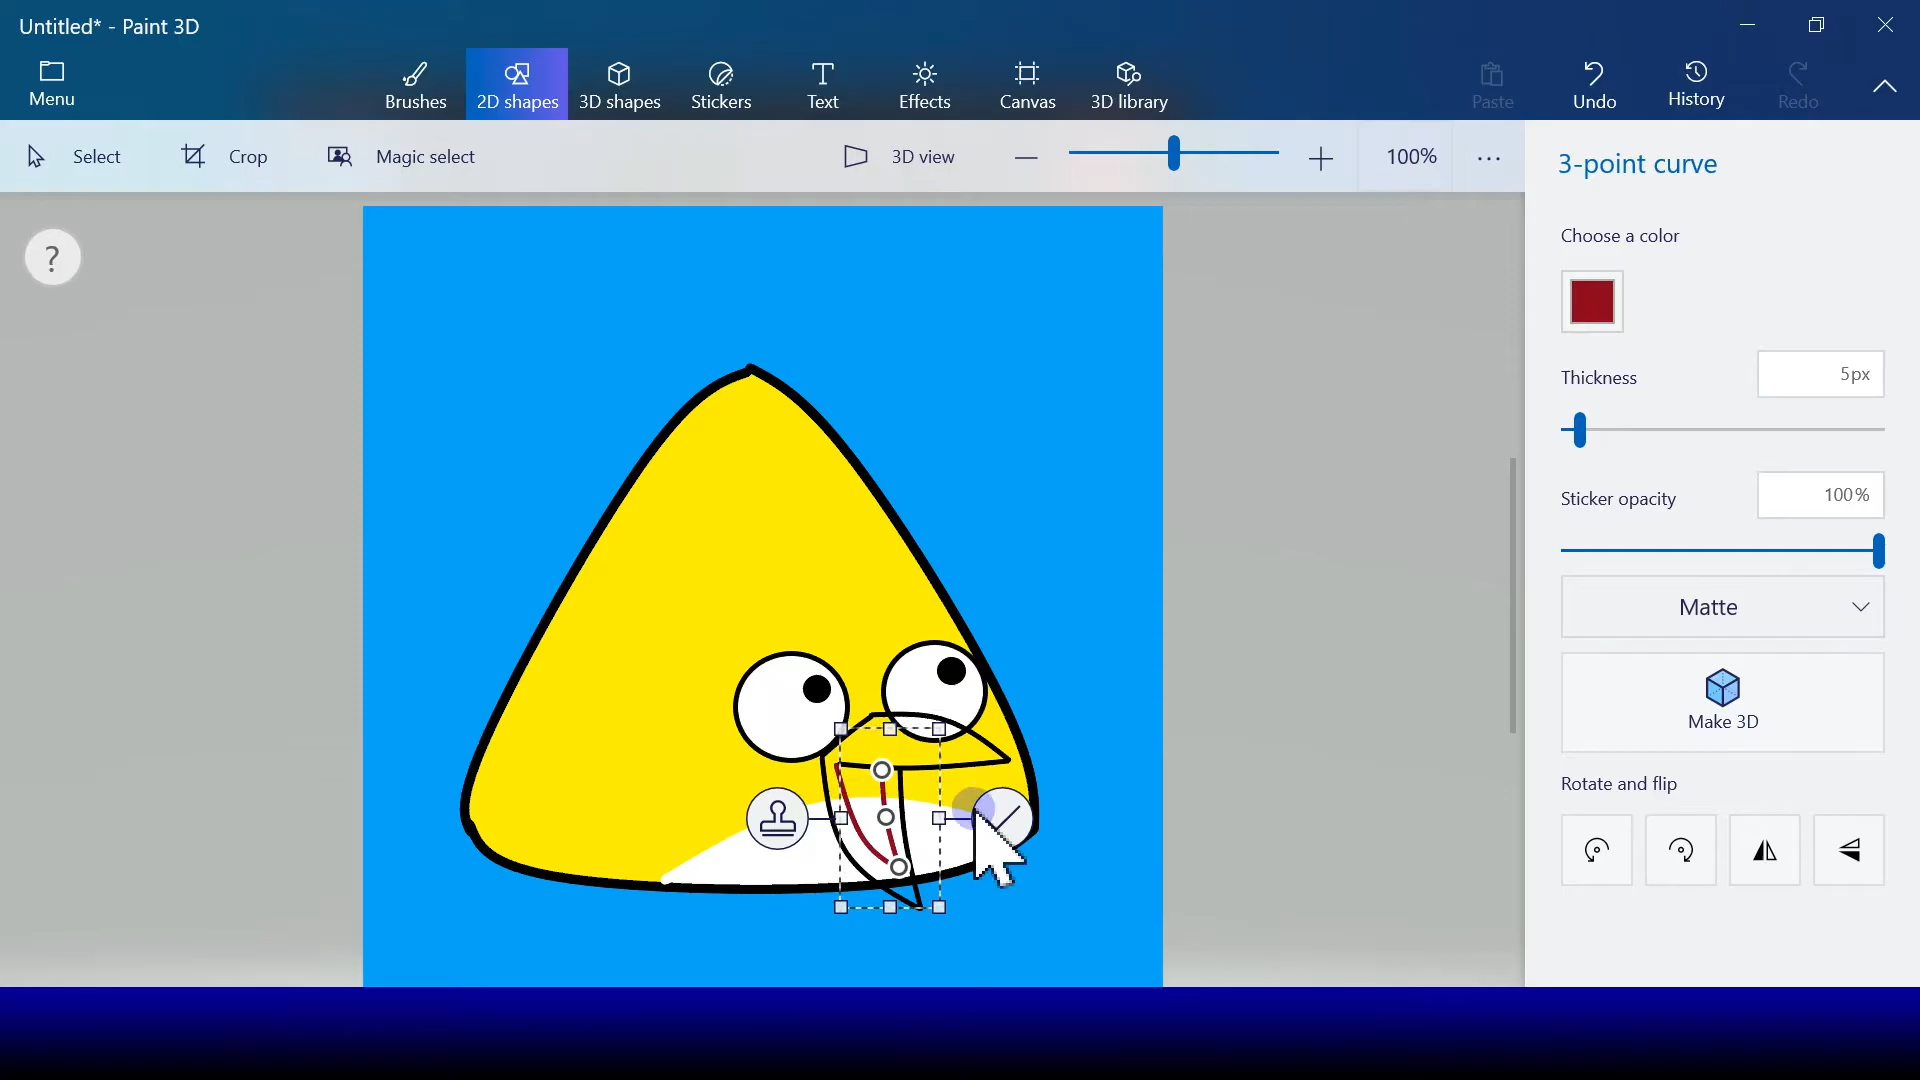 Untitled* - Paint 3D
Menu
Brushes
2D shapes
3D shapes
Stickers
Text
Effects
Canvas
3D library
Paste
Undo
History
Redo
Select
Crop
Magic select
3D view
100%
?
3-point curve
Choose a color
Thickness
5px
Sticker opacity
100%
Matte
Make 3D
Rotate and flip